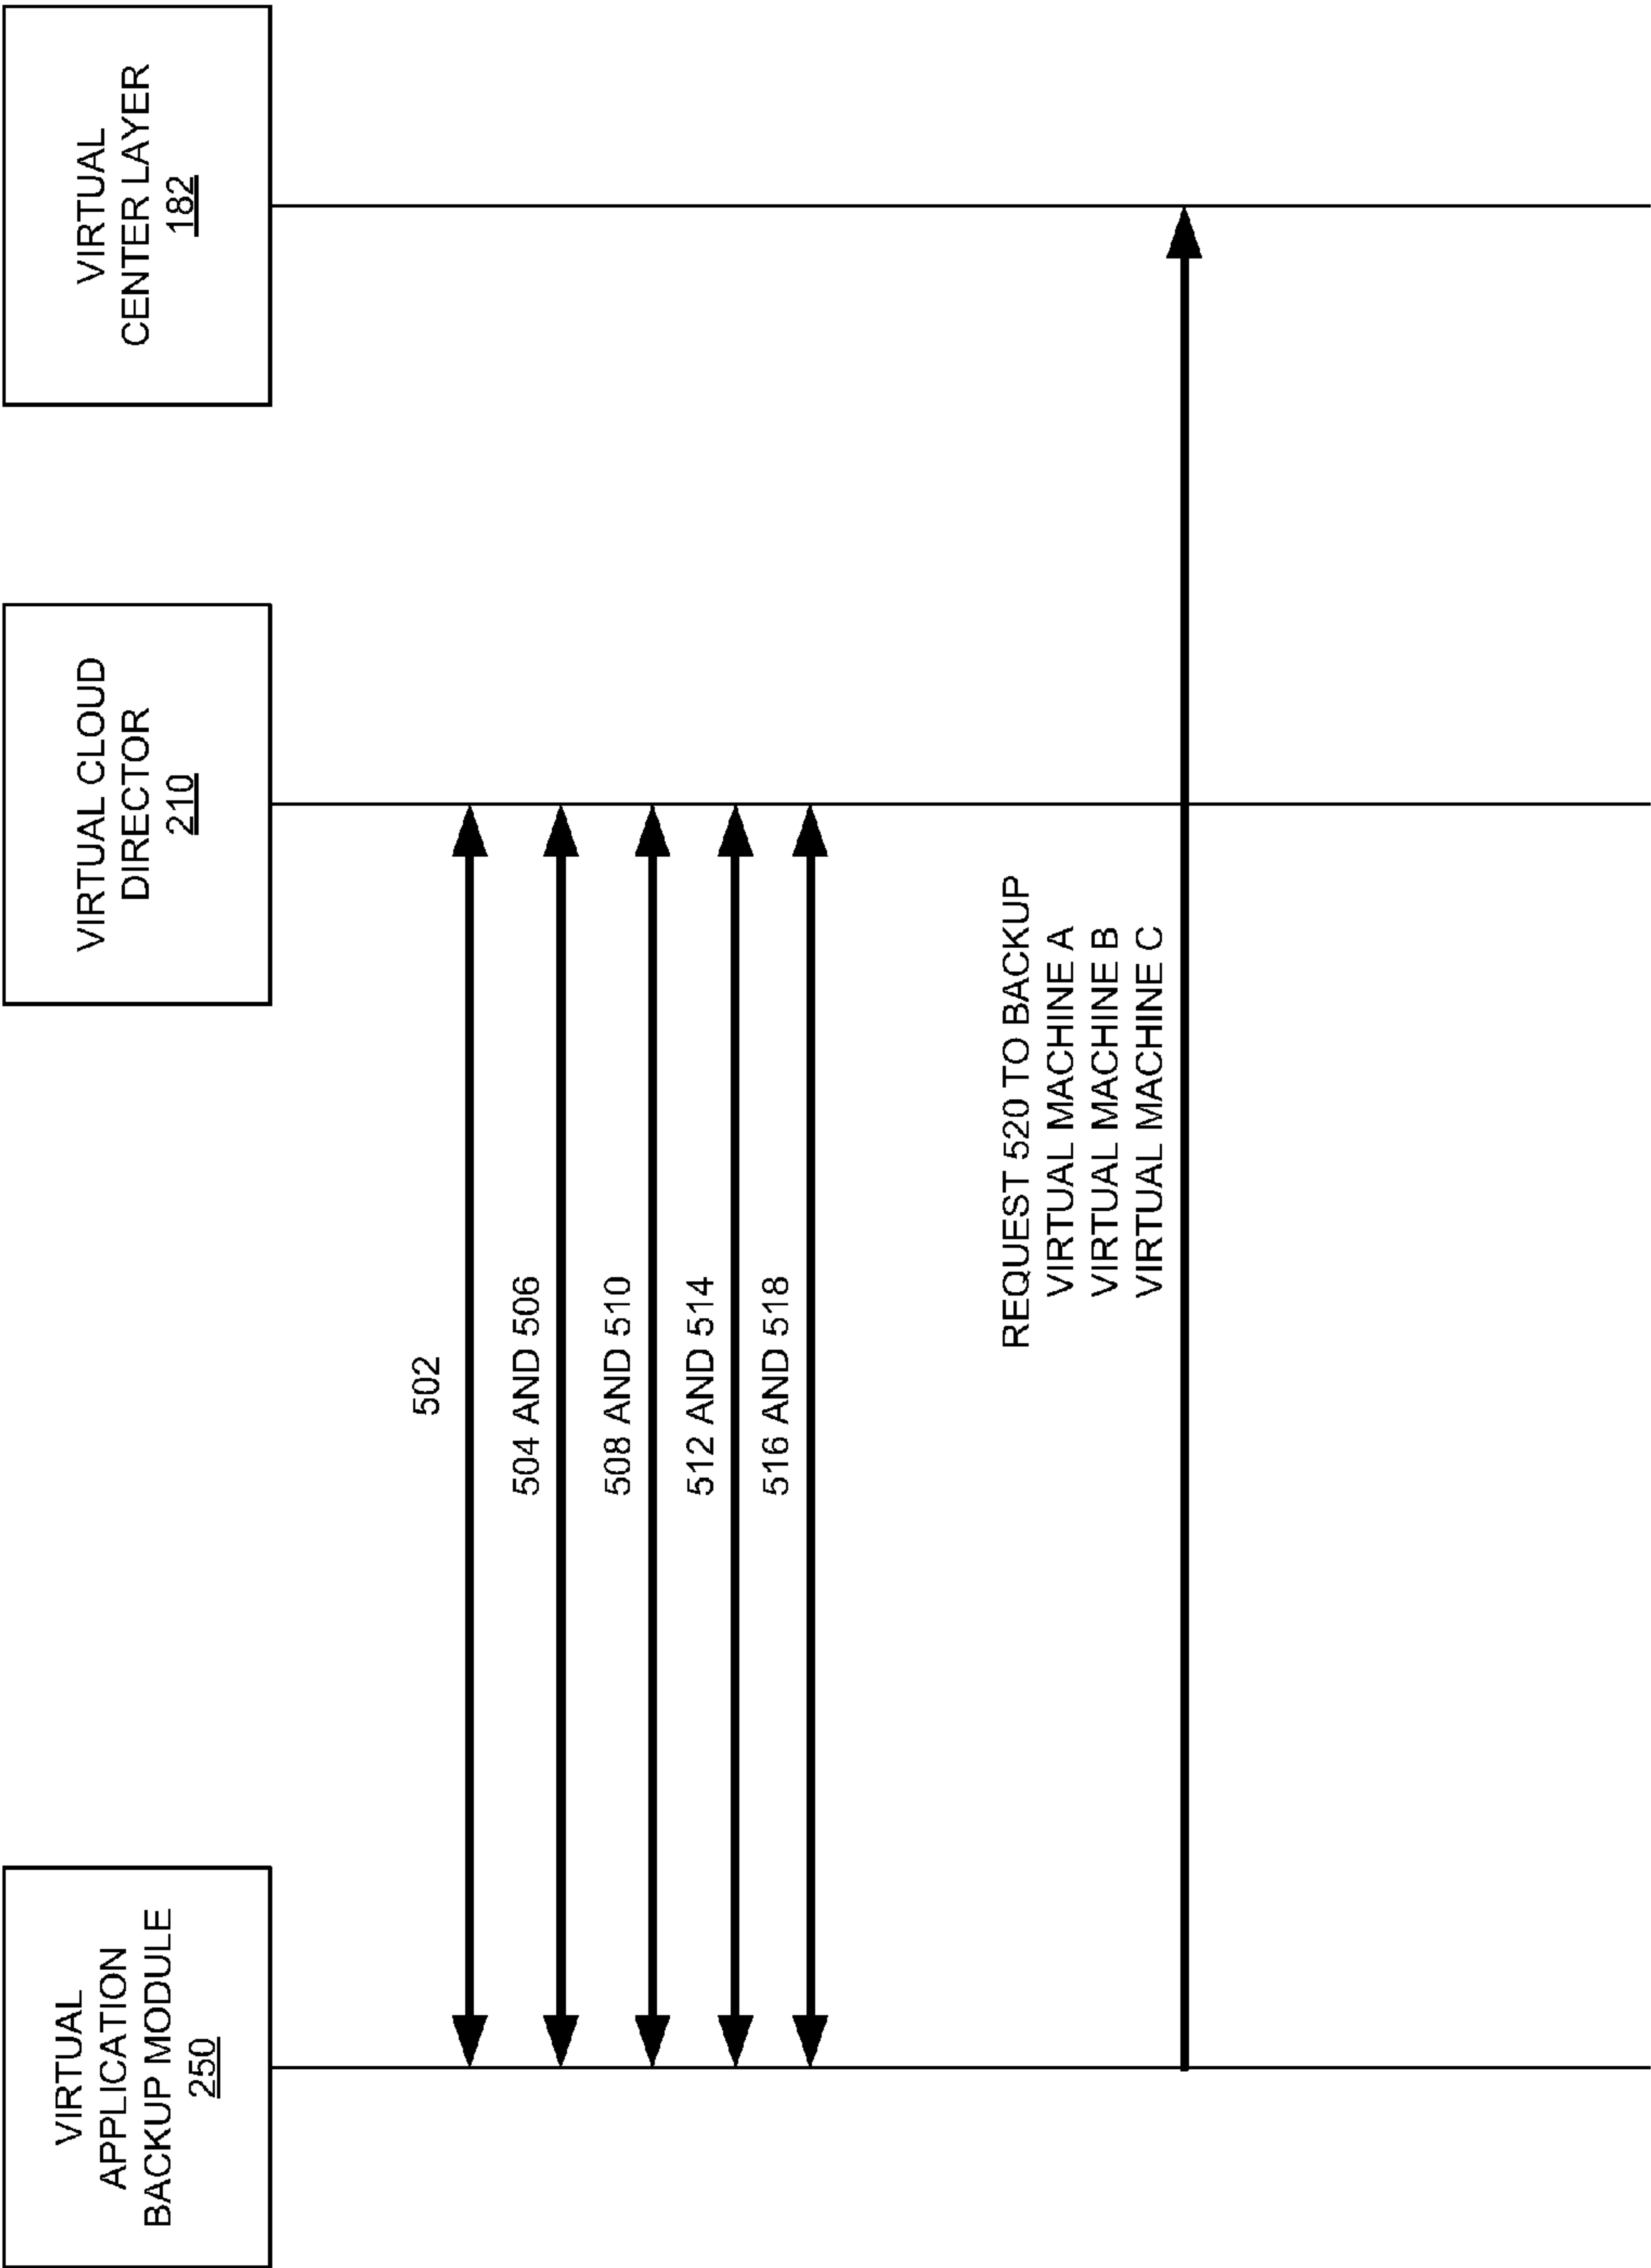 VIRTUAL
APPLICATION
BACKUP MODULE
250
VIRTUAL CLOUD
DIRECTOR
210
VIRTUAL
CENTER LAYER
182
502
504 AND 506
508 AND 510
512 AND 514
516 AND 518
REQUEST 520 TO BACKUP
VIRTUAL MACHINE A
VIRTUAL MACHINE B
VIRTUAL MACHINE C